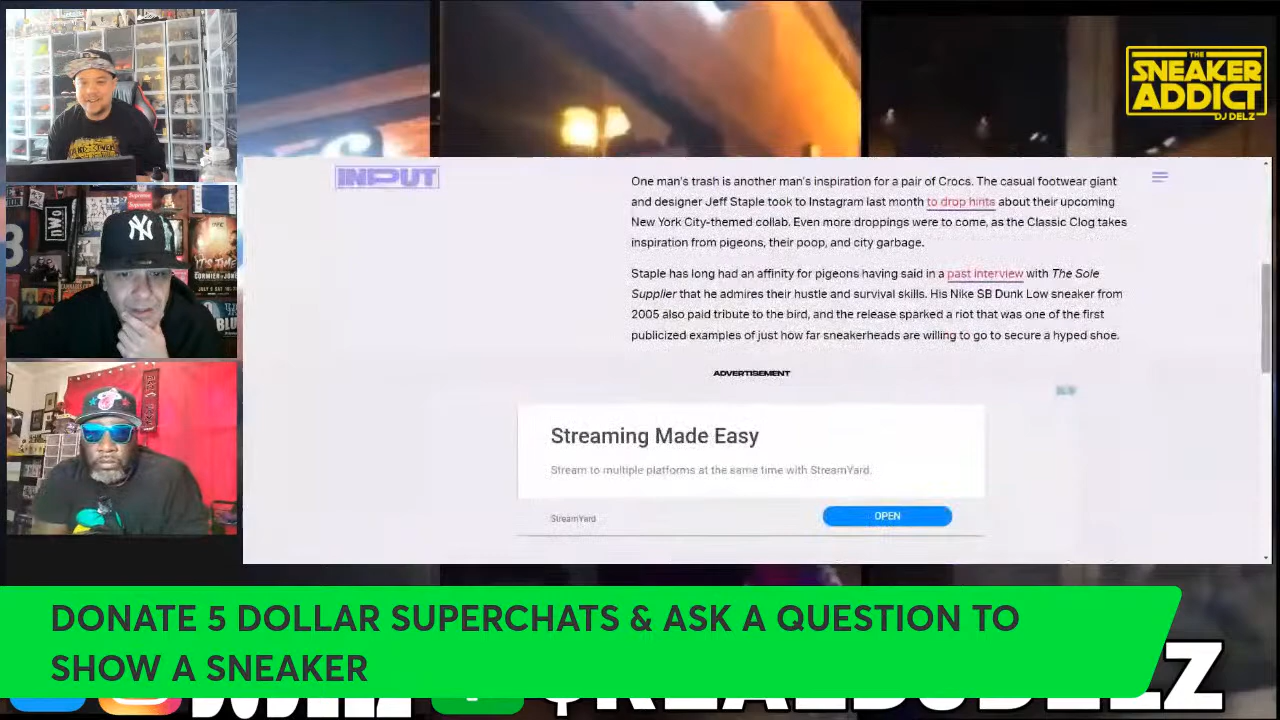 THE
SNEAKER
ADDICT
DJ DELZ
INPUT
One man's trash is another man's inspiration for a pair of Crocs. The casual footwear giant
and designer Jeff Staple took to Instagram last month to drop hints about their upcoming
New York City-themed collab. Even more droppings were to come, as the Classic Clog takes
inspiration from pigeons, their poop, and city garbage.
Staple has long had an affinity for pigeons having said in a past interview with The Sole
Supplier that he admires their hustle and survival skills. His Nike SB Dunk Low sneaker from
2005 also paid tribute to the bird, and the release sparked a riot that was one of the first
publicized examples of just how far sneakerheads are willing to go to secure a hyped shoe.
ADVERTISEMENT
Streaming Made Easy
Stream to multiple platforms at the same time with StreamYard.
StreamYard
OPEN
nWo
CORMIER
DONATE 5 DOLLAR SUPERCHATS & ASK A QUESTION TO
SHOW A SNEAKER